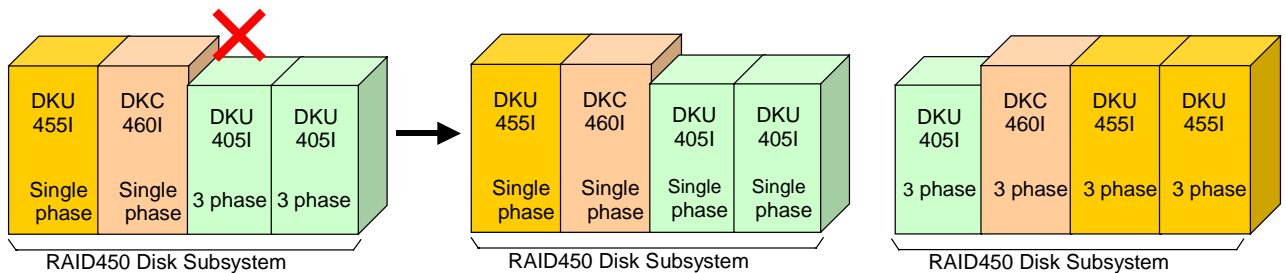 DKU
455I
Single
phase
DKC
460I
Single
phase
DKU
405I
3 phase
DKU
405I
3 phase
RAID450 Disk Subsystem
DKU
455I
Single
phase
DKC
460I
Single
phase
DKU
405I
Single
phase
DKU
405I
Single
phase
RAID450 Disk Subsystem
DKU
405I
3 phase
DKC
460I
3 phase
DKU
455I
3 phase
DKU
455I
3 phase
RAID450 Disk Subsystem